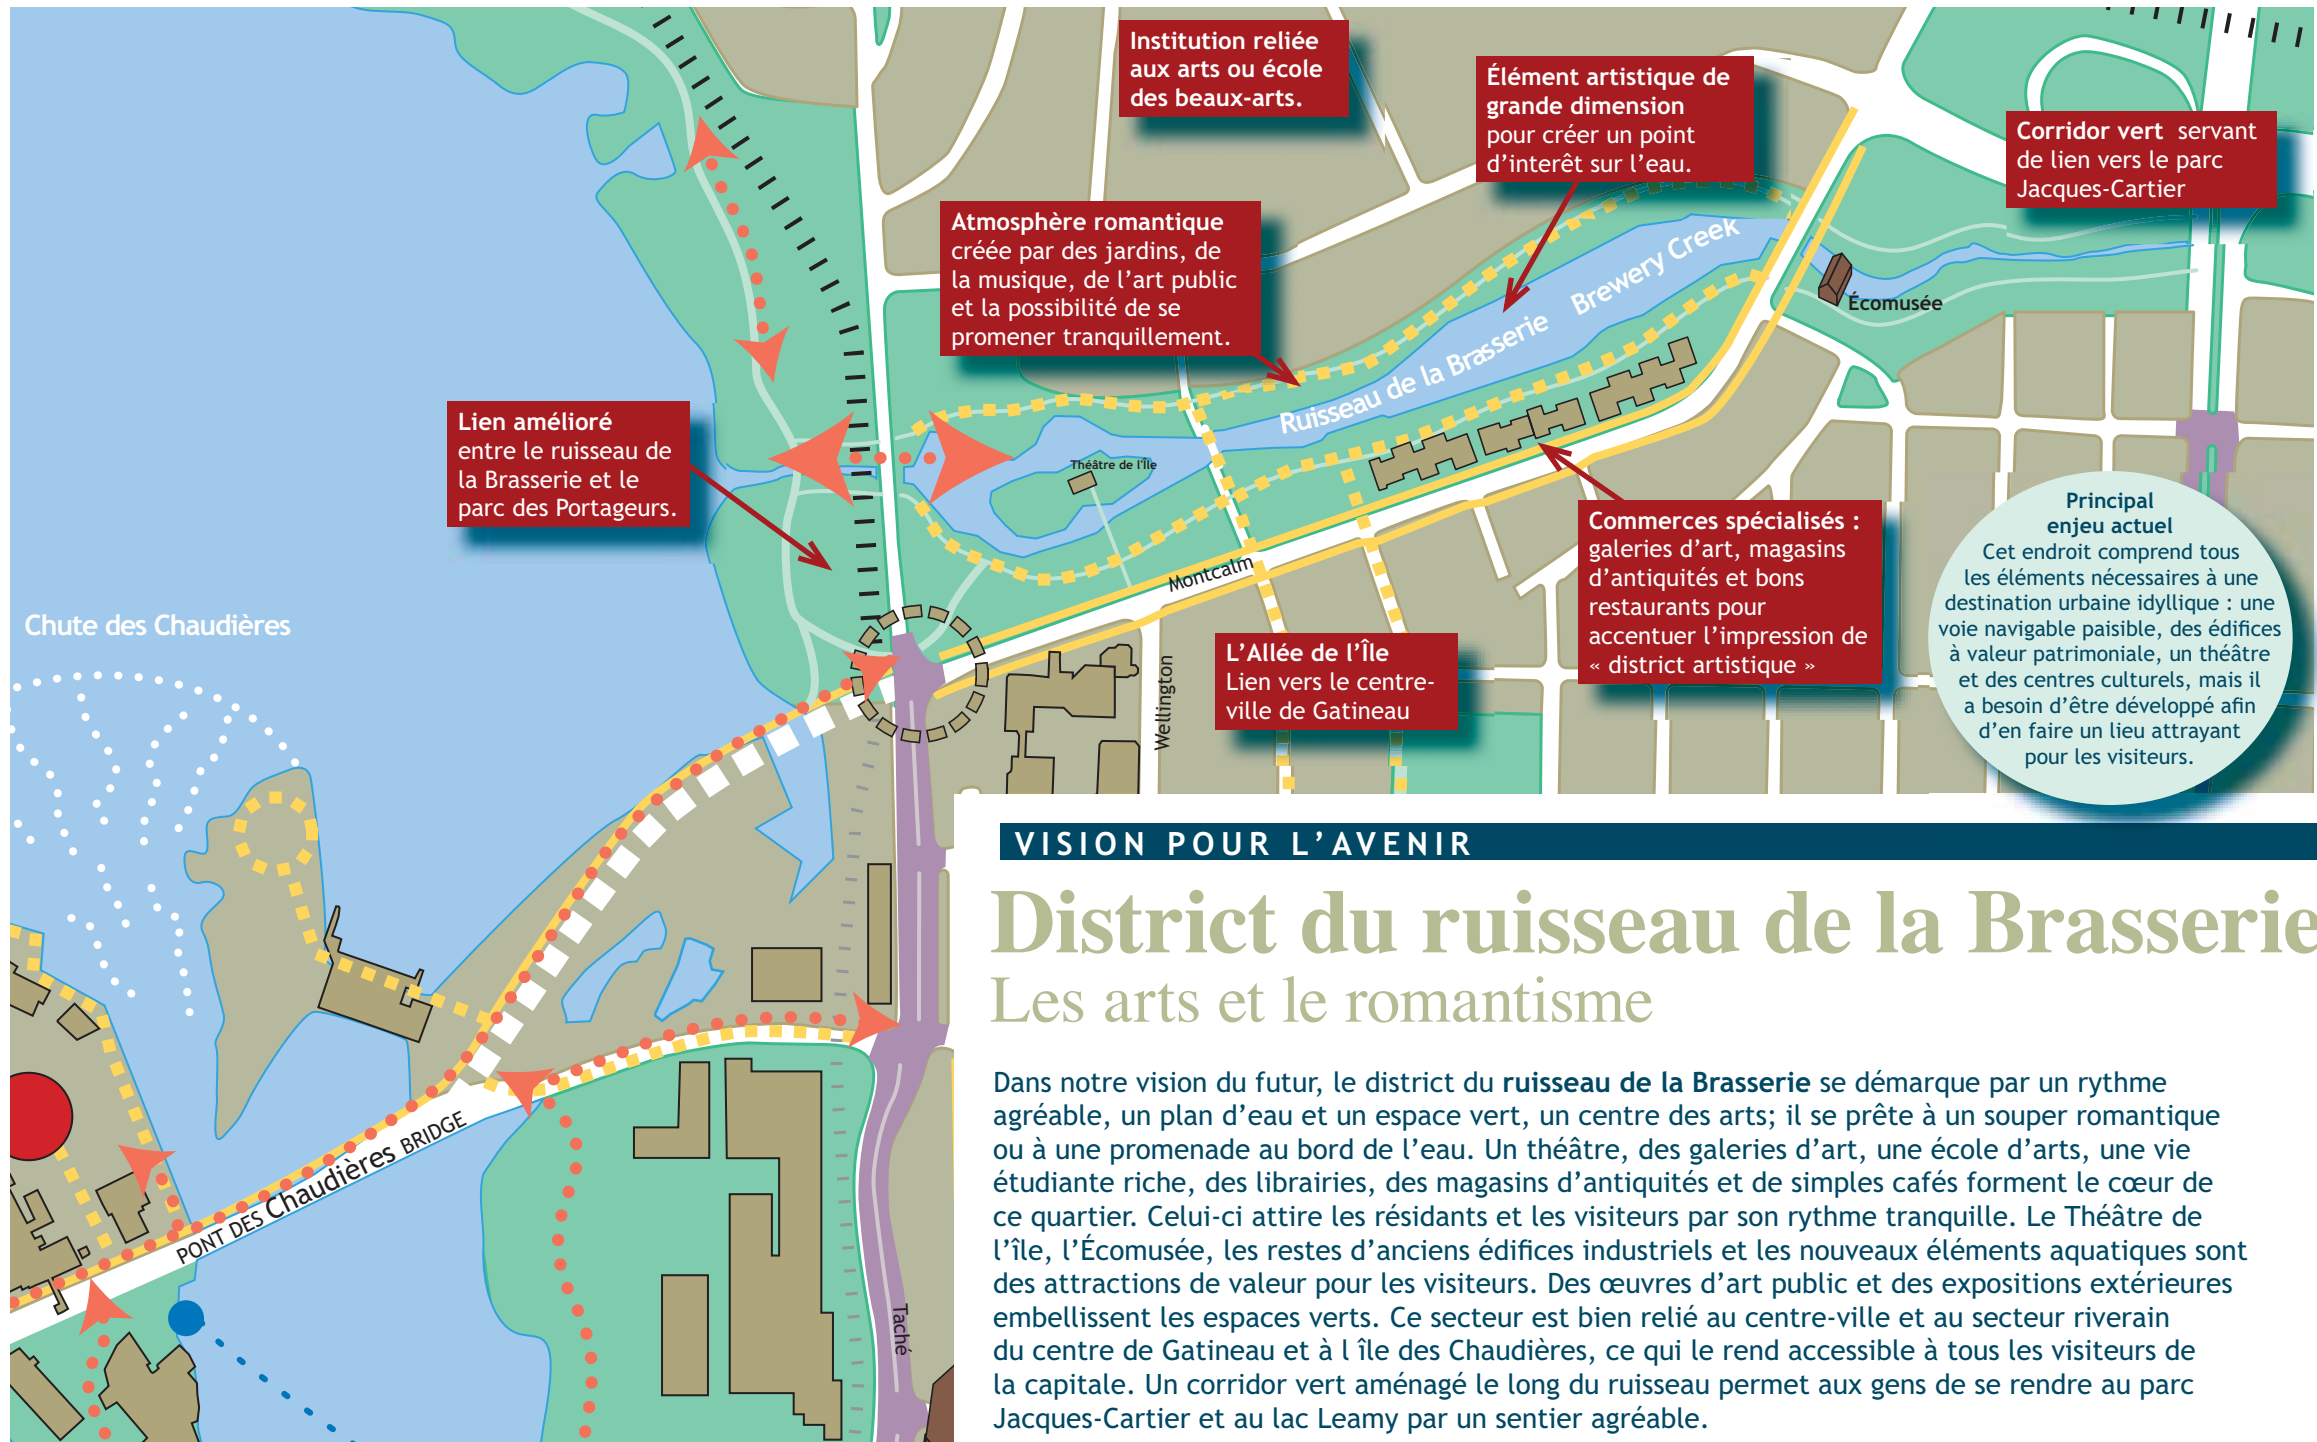 Institution reliée
aux arts ou école
des beaux-arts.
Élément artistique de
grande dimension
pour créer un point
d'interêt sur l'eau.
Corridor vert servant
de lien vers le parc
Jacques-Cartier
Atmosphère romantique
créée par des jardins, de
la musique, de l'art public
et la possibilité de se
promener tranquillement.
Ruisseau de la Brasserie Brewery Creek
Écomusée
Lien amélioré
entre le ruisseau de
la Brasserie et le
parc des Portageurs.
Théâtre de l'Île
Montcalm
Wellington
Commerces spécialisés :
galeries d'art, magasins
d'antiquités et bons
restaurants pour
accentuer l'impression de
« district artistique »
L'Allée de l'Île
Lien vers le centre-
ville de Gatineau
Principal
enjeu actuel
Cet endroit comprend tous
les éléments nécessaires à une
destination urbaine idyllique : une
voie navigable paisible, des édifices
à valeur patrimoniale, un théâtre
et des centres culturels, mais il
a besoin d'être développé afin
d'en faire un lieu attrayant
pour les visiteurs.
Chute des Chaudières
PONT DES Chaudières BRIDGE
Taché
VISION POUR L'AVENIR
District du ruisseau de la Brasserie
Les arts et le romantisme
Dans notre vision du futur, le district du ruisseau de la Brasserie se démarque par un rythme
agréable, un plan d'eau et un espace vert, un centre des arts; il se prête à un souper romantique
ou à une promenade au bord de l'eau. Un théâtre, des galeries d'art, une école d'arts, une vie
étudiante riche, des librairies, des magasins d'antiquités et de simples cafés forment le cœur de
ce quartier. Celui-ci attire les résidants et les visiteurs par son rythme tranquille. Le Théâtre de
l'île, l'Écomusée, les restes d'anciens édifices industriels et les nouveaux éléments aquatiques sont
des attractions de valeur pour les visiteurs. Des œuvres d'art public et des expositions extérieures
embellissent les espaces verts. Ce secteur est bien relié au centre-ville et au secteur riverain
du centre de Gatineau et à l île des Chaudières, ce qui le rend accessible à tous les visiteurs de
la capitale. Un corridor vert aménagé le long du ruisseau permet aux gens de se rendre au parc
Jacques-Cartier et au lac Leamy par un sentier agréable.